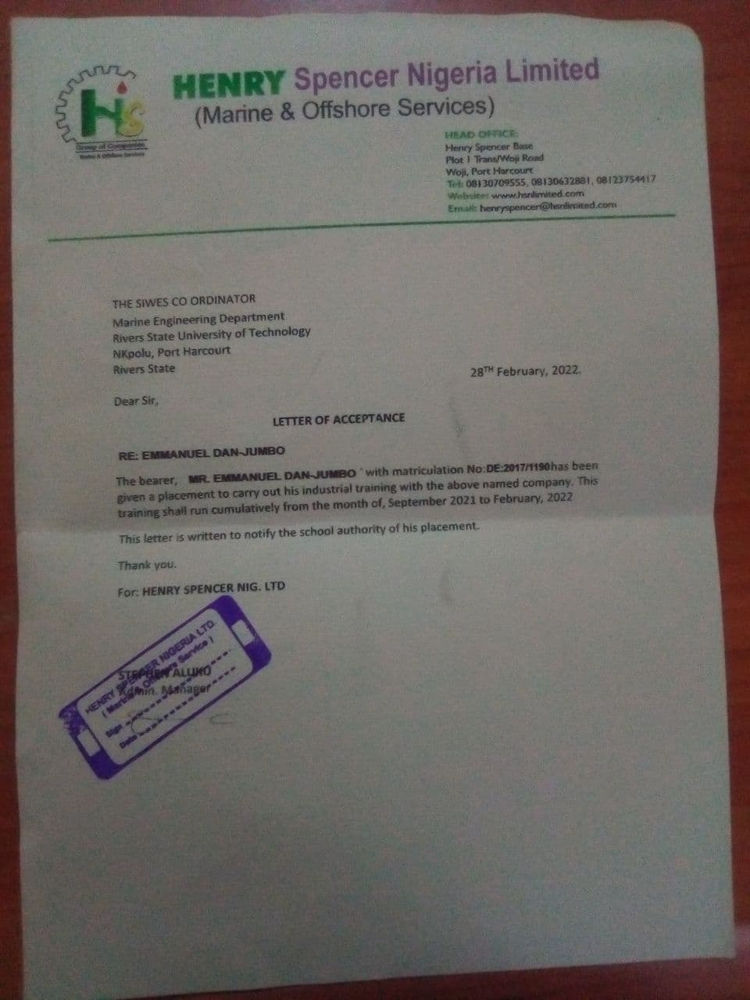 HENRY Spencer Nigeria Limited
(Marine & Offshore Services)
HS
Group of Companies
Marine & Offshore Services
HEAD OFFICE:
Henry Spencer Base
Plot 1 Trans/Woji Road
Woji, Port Harcourt
Tel: 08130709555, 08130632881, 08123754417
Website: www.hsnlimited.com
Email: henryspencer@hsnlimited.com
THE SIWES CO ORDINATOR
Marine Engineering Department
Rivers State University of Technology
NKpolu, Port Harcourt
Rivers State
28TH February, 2022.
Dear Sir,
LETTER OF ACCEPTANCE
RE: EMMANUEL DAN-JUMBO
The bearer, MR. EMMANUEL DAN-JUMBO ' with matriculation No:DE:2017/1190has been
given a placement to carry out his industrial training with the above named company. This
training shall run cumulatively from the month of, September 2021 to February, 2022
This letter is written to notify the school authority of his placement.
Thank you.
For: HENRY SPENCER NIG. LTD
STEPHEN ALUKO
Admin. Manager
HENRY SPENCER NIGERIA LTD.
( Marine & Offshore Service )
Sign
Date